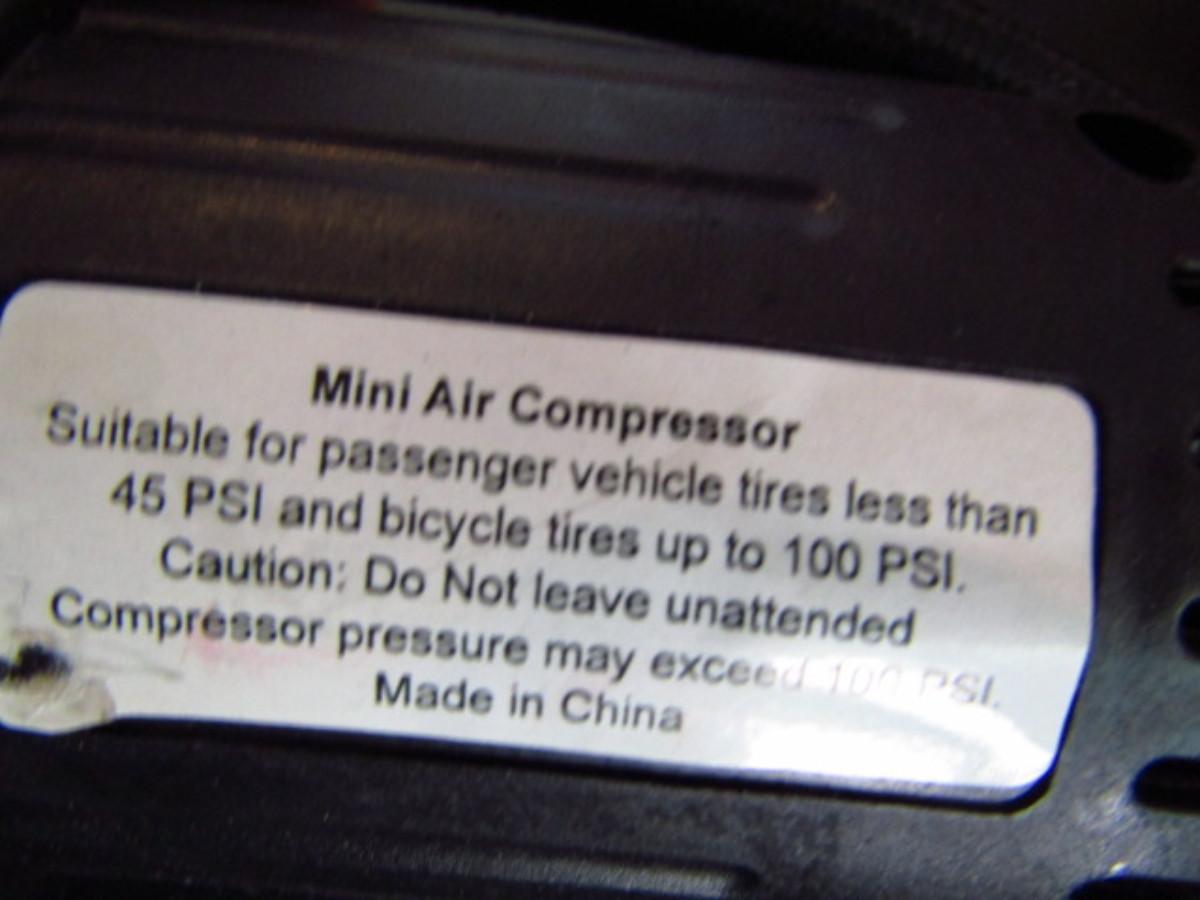 Mini Air Compressor
Suitable for passenger vehicle tires less than
45 PSI and bicycle tires up to 100 PSI.
Caution: Do Not leave unattended
Compressor pressure may exceed 100 PSI.
Made in China